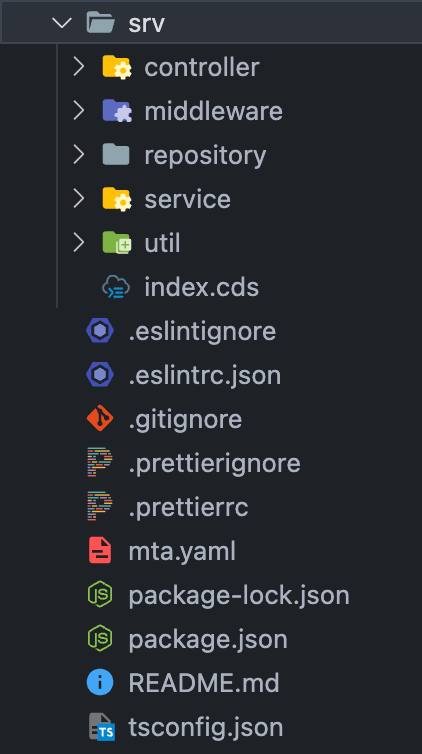 srv
controller
middleware
repository
service
util
index.cds
.eslintignore
.eslintrc.json
.gitignore
.prettierignore
.prettierrc
mta.yaml
package-lock.json
package.json
README.md
TS tsconfig.json